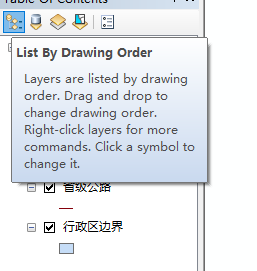 Table Of Contents
List By Drawing Order
Layers are listed by drawing
order. Drag and drop to
change drawing order.
Right-click layers for more
commands. Click a symbol to
change it.
省级公路
行政区边界